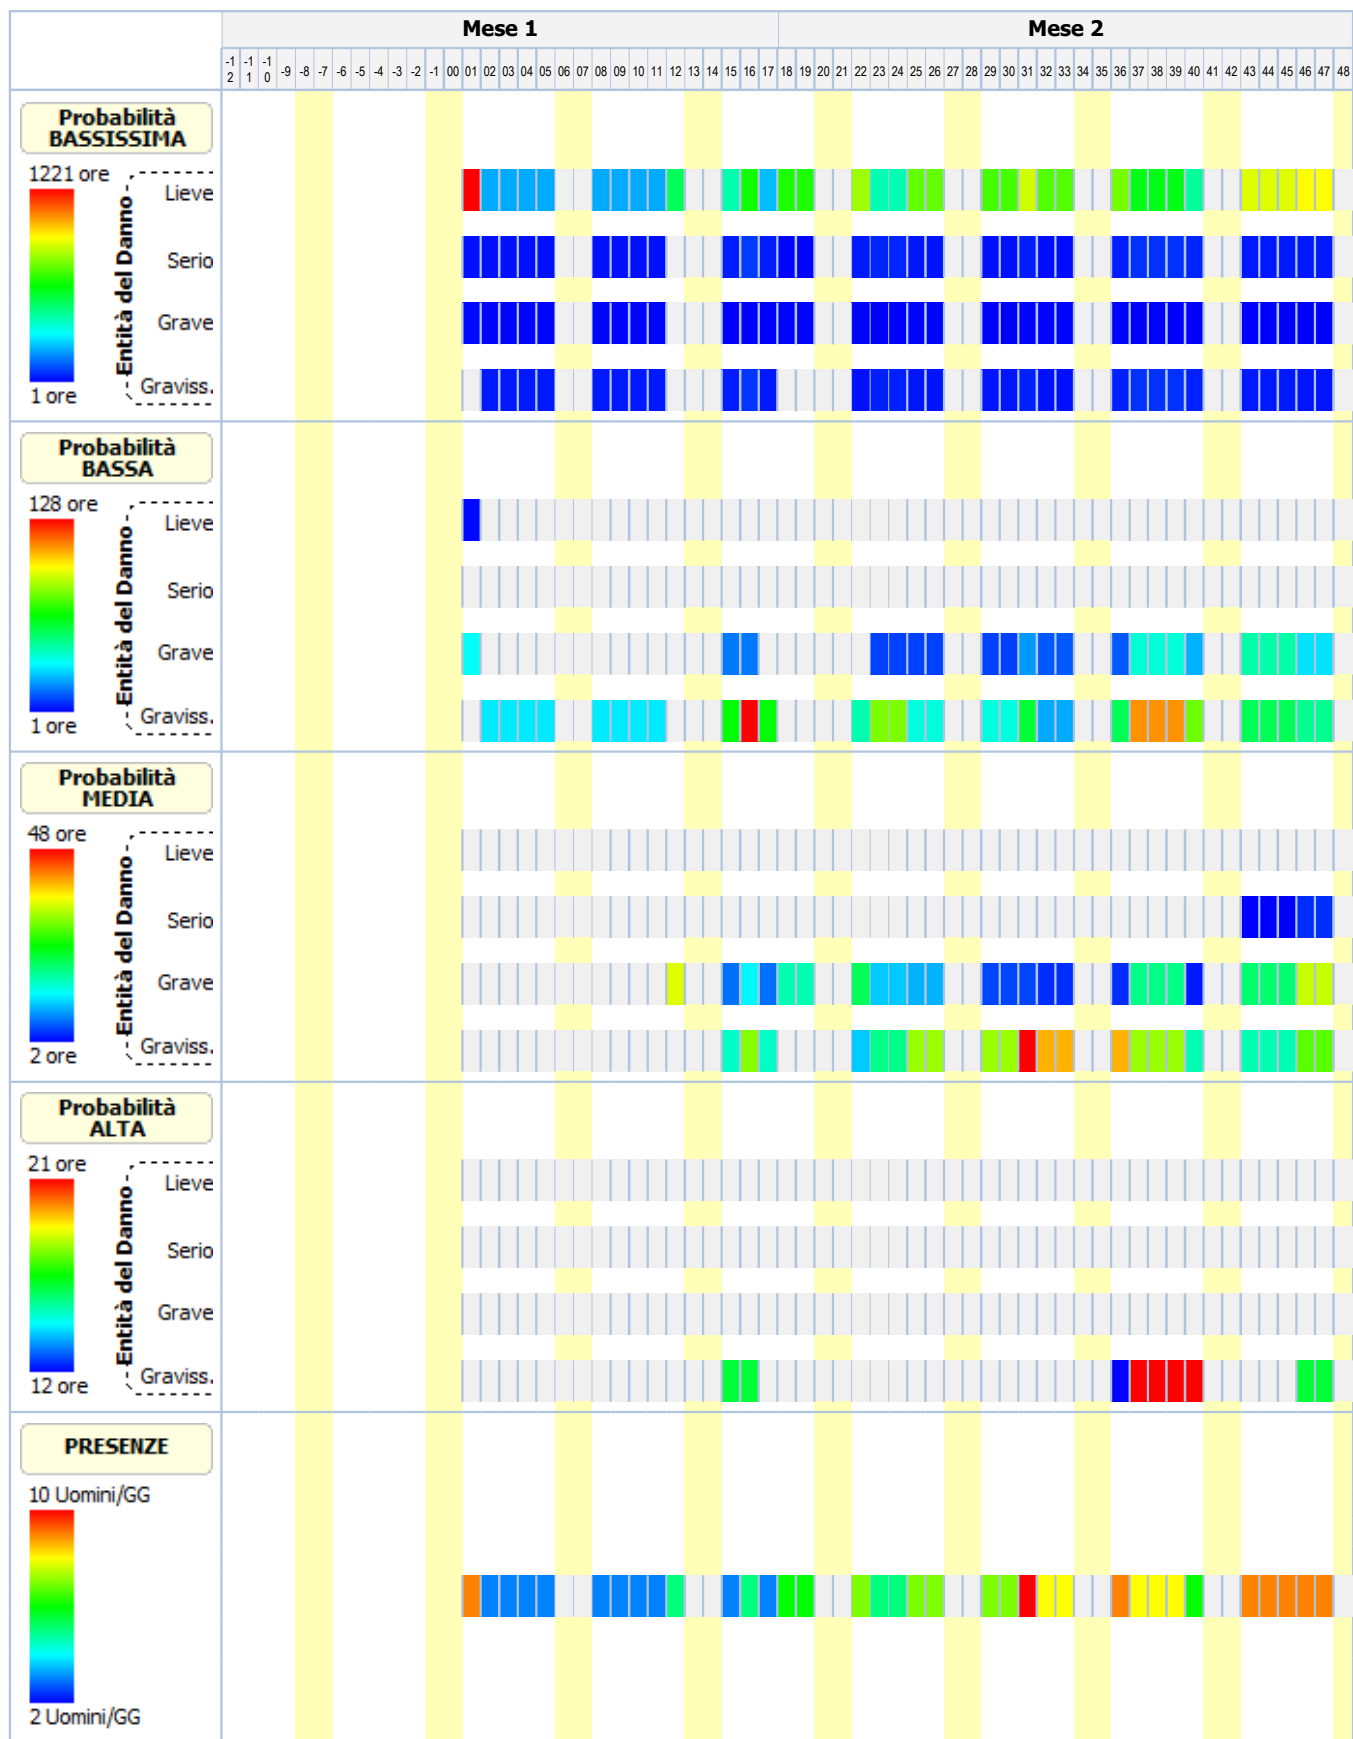 Mese 1 Mese 2
-12 -11 -10 -9 -8 -7 -6 -5 -4 -3 -2 -1 00 01 02 03 04 05 06 07 08 09 10 11 12 13 14 15 16 17 18 19 20 21 22 23 24 25 26 27 28 29 30 31 32 33 34 35 36 37 38 39 40 41 42 43 44 45 46 47 48
Probabilità
BASSISSIMA
1221 ore
Lieve
Serio
Grave
Graviss.
Entità del Danno
1 ore
Probabilità
BASSA
128 ore
Lieve
Serio
Grave
Graviss.
Entità del Danno
1 ore
Probabilità
MEDIA
48 ore
Lieve
Serio
Grave
Graviss.
Entità del Danno
2 ore
Probabilità
ALTA
21 ore
Lieve
Serio
Grave
Graviss.
Entità del Danno
12 ore
PRESENZE
10 Uomini/GG
2 Uomini/GG